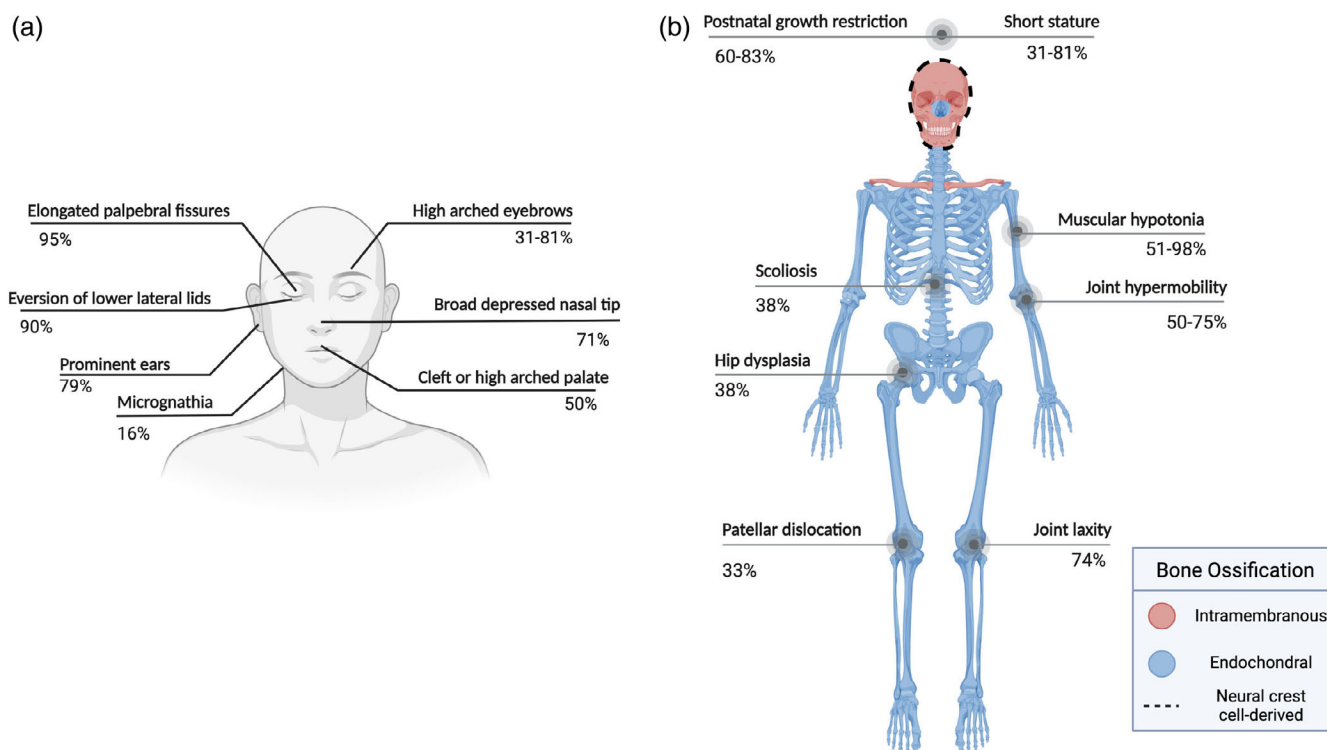 (a)
Elongated palpebral fissures
95%
High arched eyebrows
31-81%
Eversion of lower lateral lids
90%
Broad depressed nasal tip
71%
Prominent ears
79%
Cleft or high arched palate
50%
Micrognathia
16%
(b)
Postnatal growth restriction
60-83%
Short stature
31-81%
Muscular hypotonia
51-98%
Scoliosis
38%
Joint hypermobility
50-75%
Hip dysplasia
38%
Patellar dislocation
33%
Joint laxity
74%
Bone Ossification
Intramembranous
Endochondral
Neural crest
cell-derived